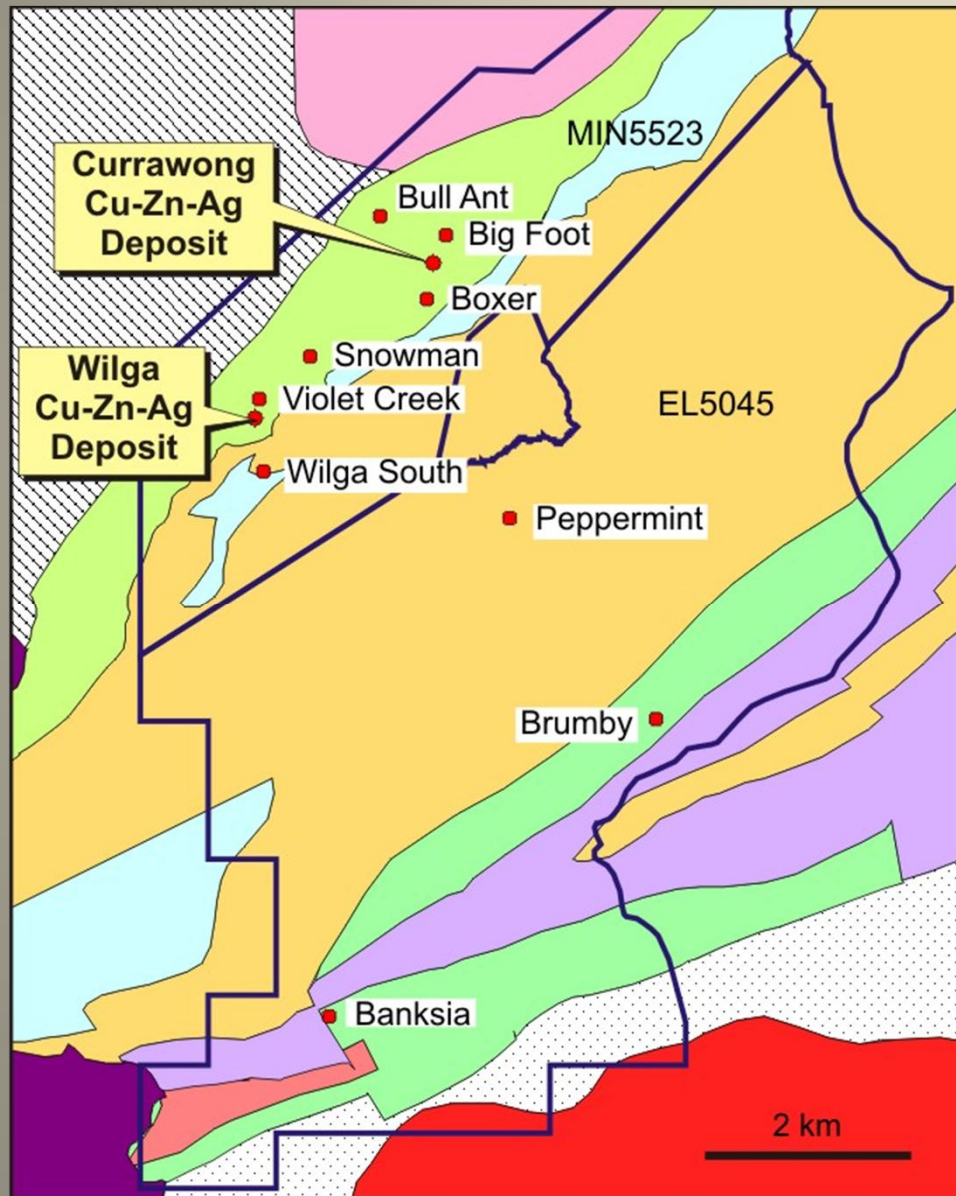 MIN5523
Currawong
Cu-Zn-Ag
Deposit
Bull Ant
Big Foot
Boxer
Snowman
Wilga
Cu-Zn-Ag
Deposit
Violet Creek
EL5045
Wilga South
Peppermint
Brumby
Banksia
2 km